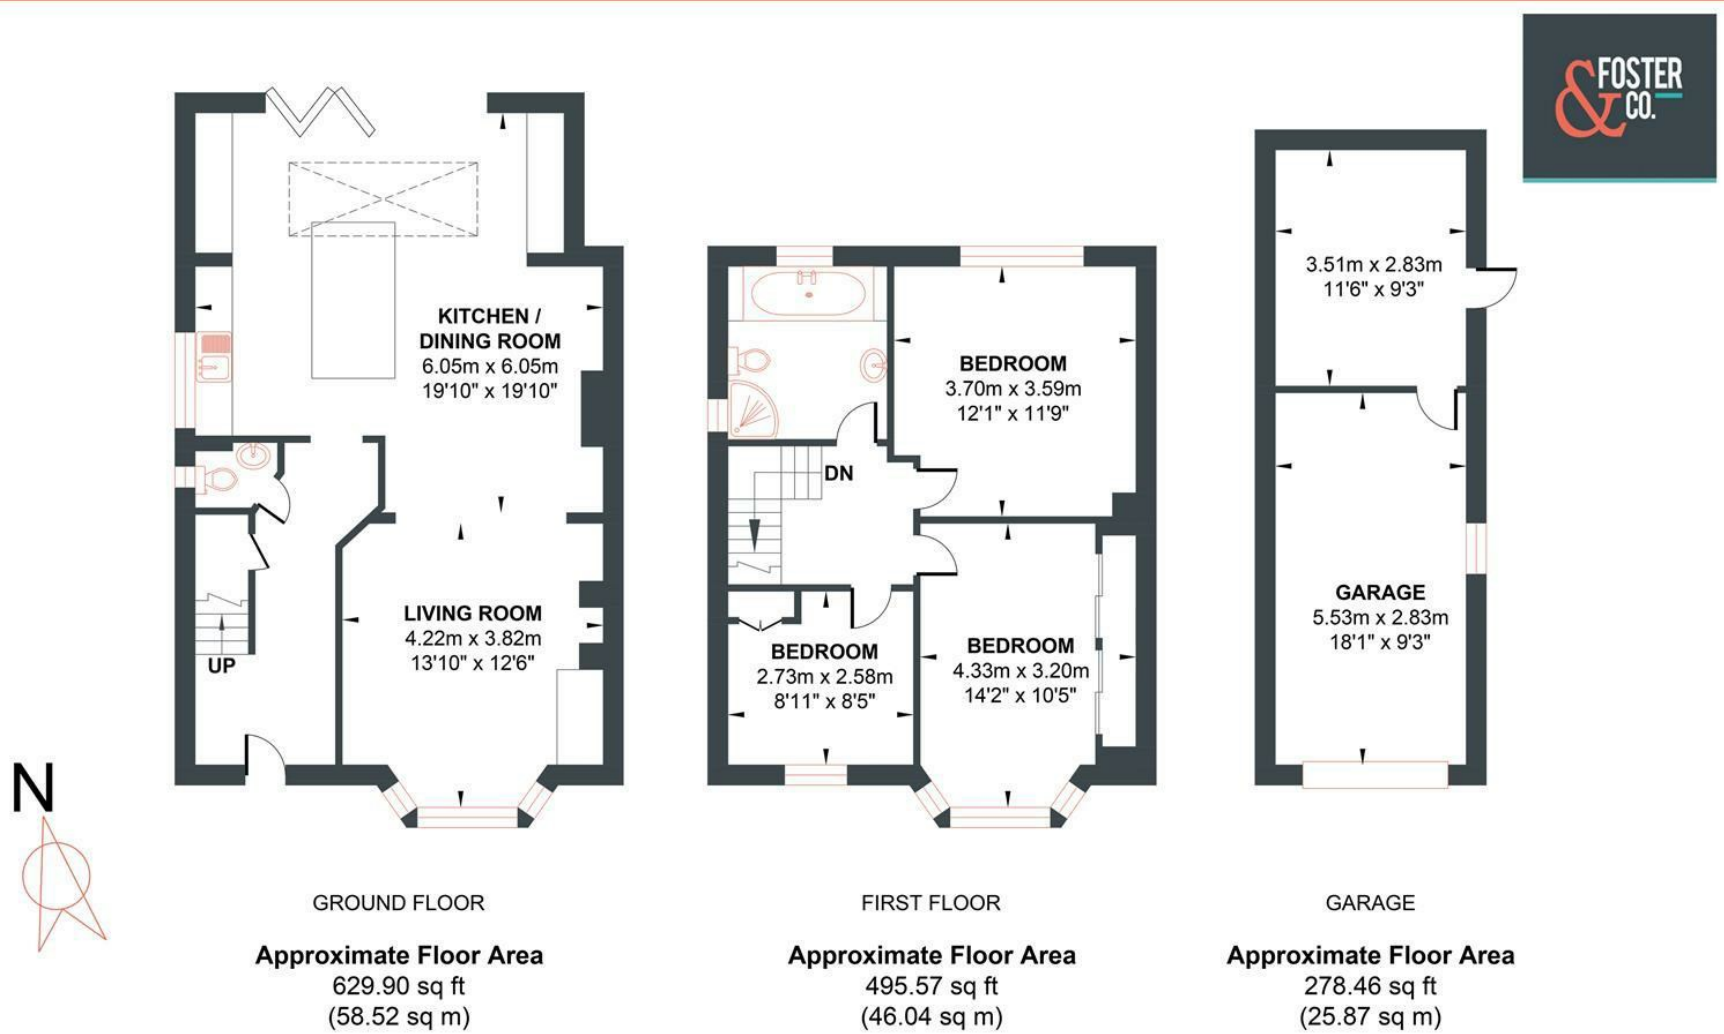 FOSTER
& CO.
KITCHEN /
DINING ROOM
6.05m x 6.05m
19'10" x 19'10"
LIVING ROOM
4.22m x 3.82m
13'10" x 12'6"
UP
DN
BEDROOM
3.70m x 3.59m
12'1" x 11'9"
BEDROOM
2.73m x 2.58m
8'11" x 8'5"
BEDROOM
4.33m x 3.20m
14'2" x 10'5"
3.51m x 2.83m
11'6" x 9'3"
GARAGE
5.53m x 2.83m
18'1" x 9'3"
N
GROUND FLOOR
Approximate Floor Area
629.90 sq ft
(58.52 sq m)
FIRST FLOOR
Approximate Floor Area
495.57 sq ft
(46.04 sq m)
GARAGE
Approximate Floor Area
278.46 sq ft
(25.87 sq m)